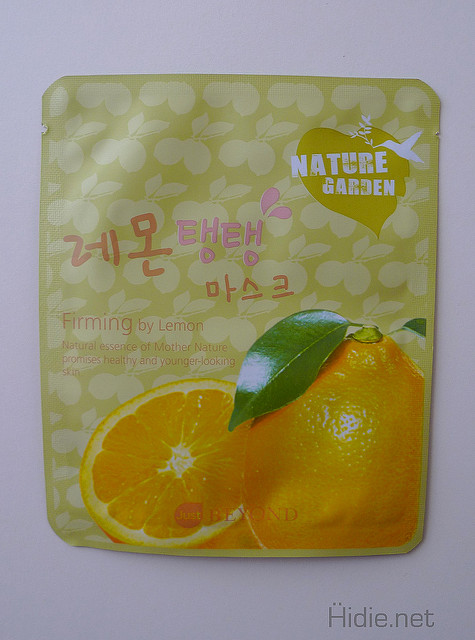 NATURE
GARDEN
레몬 탱탱
마스크
Firming by Lemon
Natural essence of Mother Nature
promises healthy and younger-looking
skin.
Just BEYOND
Hidie.net